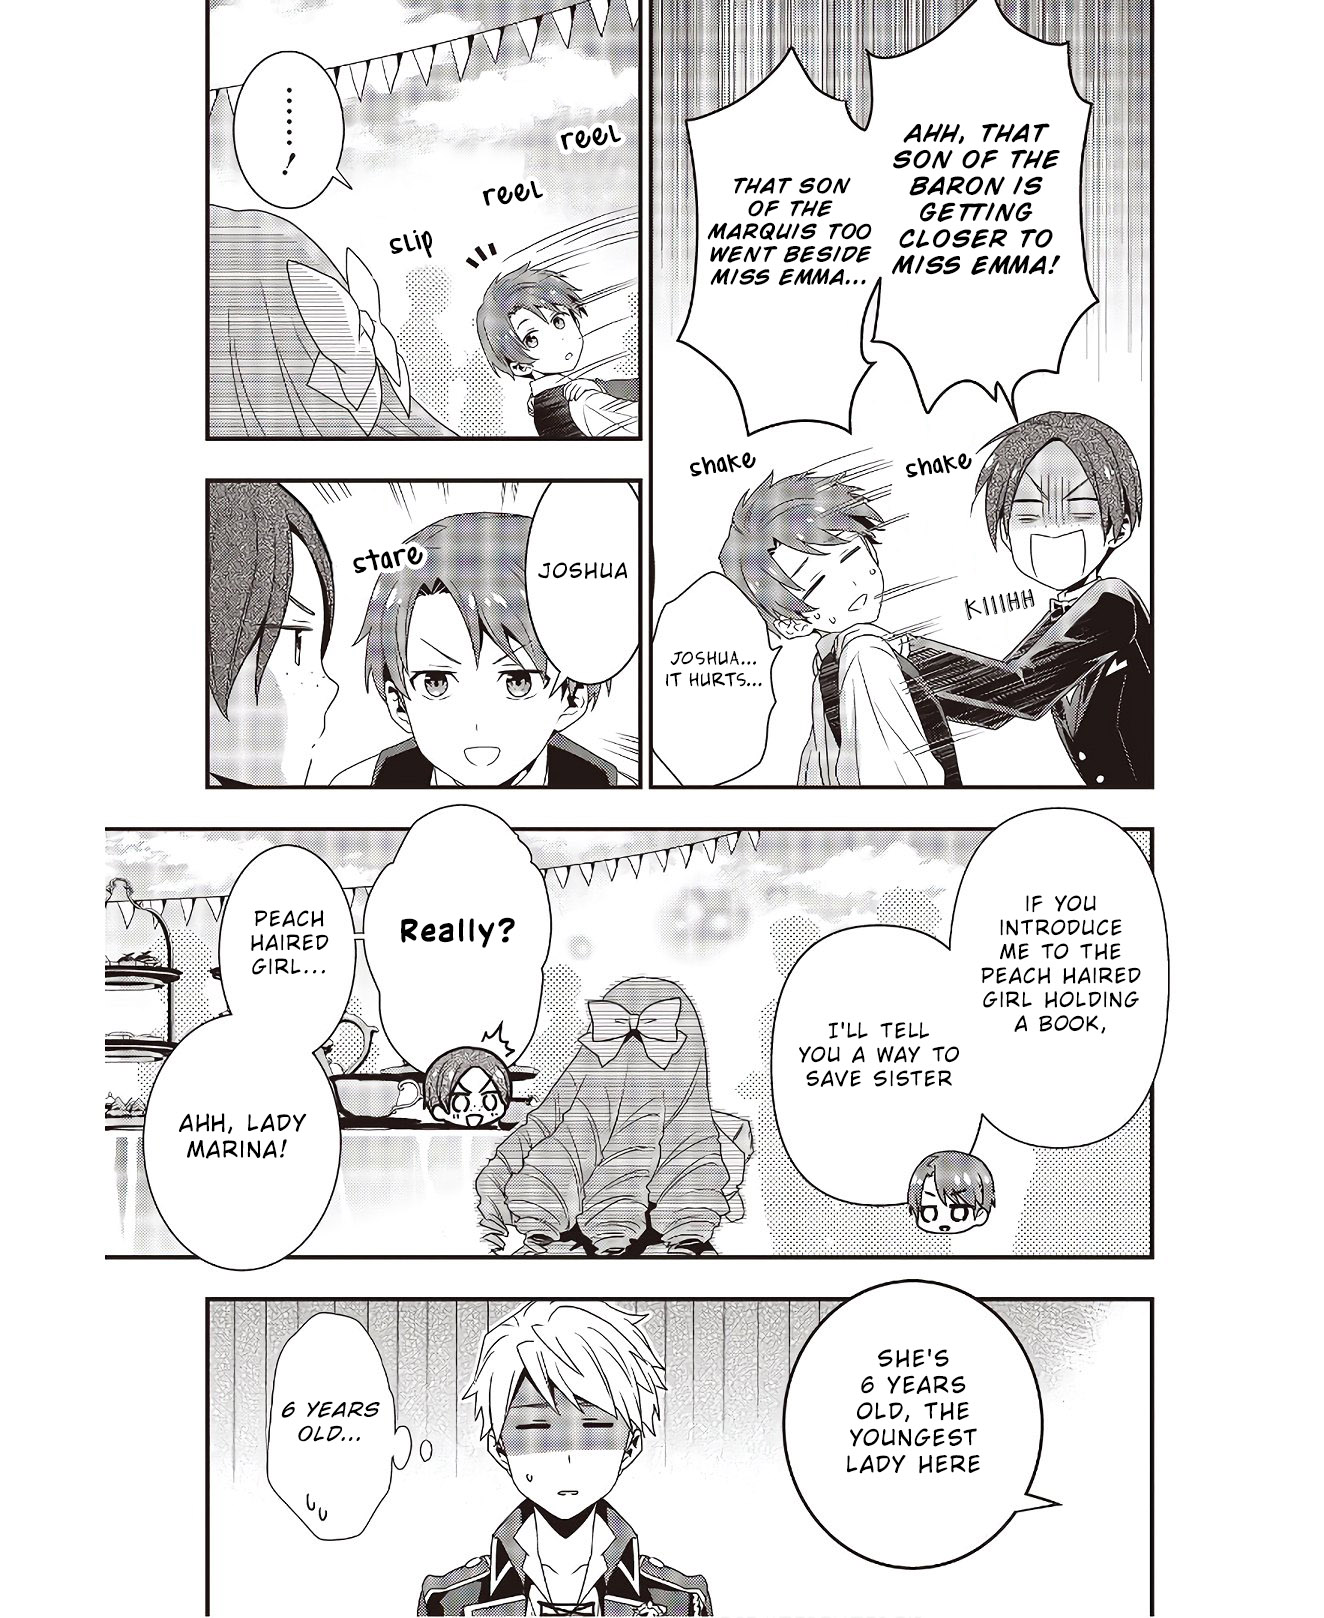 AHH, THAT
SON OF THE
BARON IS
GETTING
CLOSER TO
MISS EMMA!
THAT SON
OF THE
MARQUIS TOO
WENT BESIDE
MISS EMMA...
shake
shake
KIIIHH
JOSHUA...
IT HURTS...
.......!
reel
reel
slip
JOSHUA
stare
IF YOU
INTRODUCE
ME TO THE
PEACH HAIRED
GIRL HOLDING
A BOOK,
I'LL TELL
YOU A WAY TO
SAVE SISTER
Really?
PEACH
HAIRED
GIRL...
AHH, LADY
MARINA!
SHE'S
6 YEARS
OLD, THE
YOUNGEST
LADY HERE
6 YEARS
OLD...